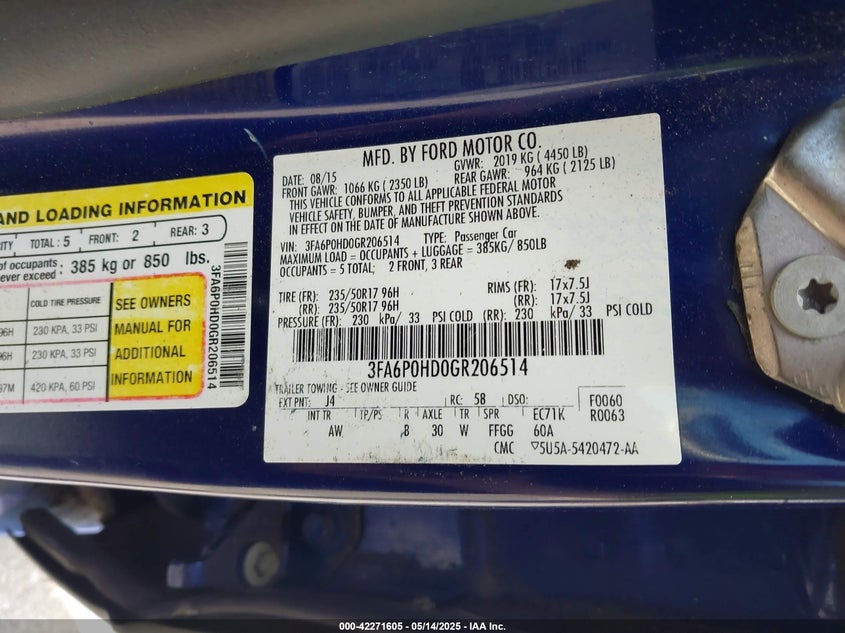 AND LOADING INFORMATION
CITY TOTAL : 5 FRONT: 2 REAR: 3
of occupants
ever exceed : 385 kg or 850 lbs.
COLD TIRE PRESSURE
96H 230 KPA, 33 PSI
96H 230 KPA, 33 PSI
97M 420 KPA, 60 PSI
SEE OWNERS
MANUAL FOR
ADDITIONAL
INFORMATION
3FA6P0HD0GR206514
MFD. BY FORD MOTOR CO.
DATE: 08/15 GVWR: 2019 KG ( 4450 LB)
FRONT GAWR: 1066 KG ( 2350 LB) REAR GAWR: 964 KG ( 2125 LB)
THIS VEHICLE CONFORMS TO ALL APPLICABLE FEDERAL MOTOR
VEHICLE SAFETY, BUMPER, AND THEFT PREVENTION STANDARDS
IN EFFECT ON THE DATE OF MANUFACTURE SHOWN ABOVE.
VIN: 3FA6P0HD0GR206514 TYPE: Passenger Car
MAXIMUM LOAD = OCCUPANTS + LUGGAGE = 385KG/ 850LB
OCCUPANTS = 5 TOTAL; 2 FRONT, 3 REAR
TIRE (FR): 235/50R17 96H RIMS (FR): 17x7.5J
(RR): 235/50R17 96H (RR): 17x7.5J
PRESSURE (FR): 230 kPa/ 33 PSI COLD (RR): 230 kPa/ 33 PSI COLD
3FA6P0HD0GR206514
TRAILER TOWING - SEE OWNER GUIDE
EXT PNT: J4 RC: 58 DSO: F0060
INT TR TP/PS R AXLE TR SPR EC71K R0063
AW 8 30 W FFGG 60A
CMC ▽5U5A-5420472-AA
000-42271605 - 05/14/2025 - IAA Inc.